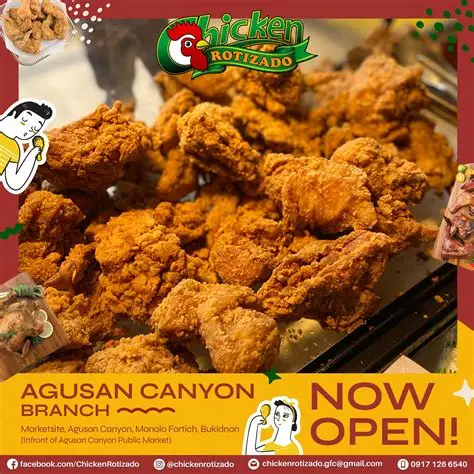 Chicken
ROTIZADO
AGUSAN CANYON
BRANCH
Marketsite, Agusan Canyon, Manolo Fortich, Bukidnon
(Infront of Agusan Canyon Public Market)
NOW
OPEN!
facebook.com/ChickenRotizado @chickenrotizado chickenrotizado.gfc@gmail.com 0917 126 6540